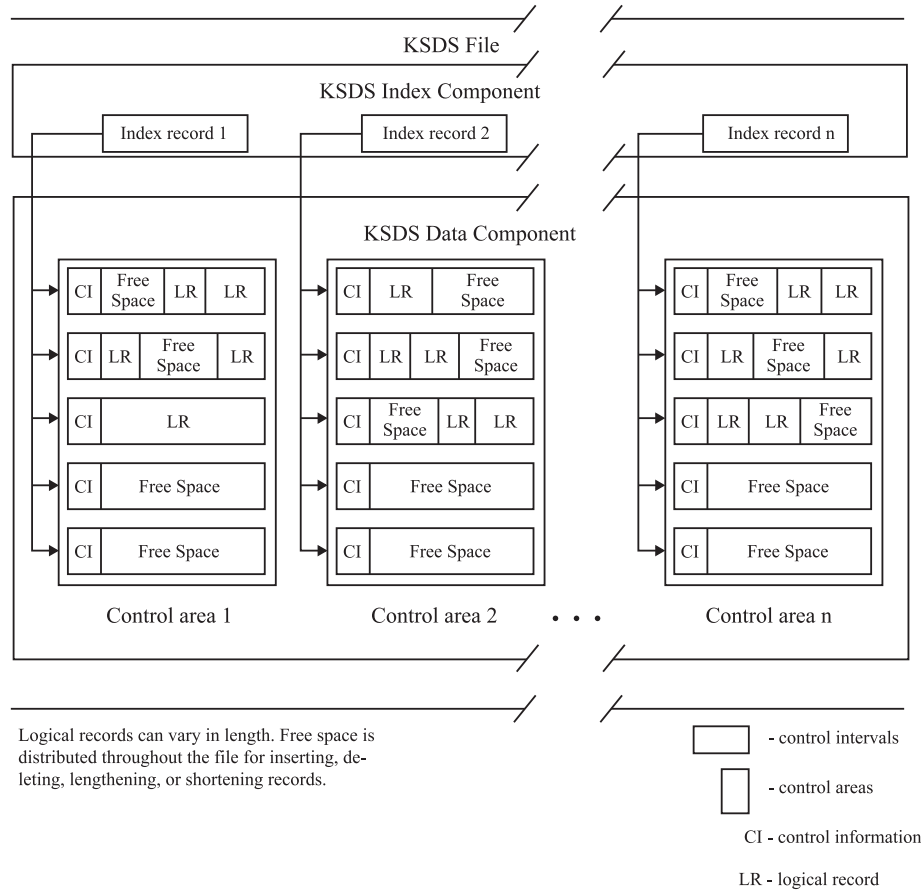 KSDS File
KSDS Index Component
Index record 1
Index record 2
Index record n
KSDS Data Component
CI Free Space LR LR
CI LR Free Space
CI Free Space LR LR
CI LR Free Space LR
CI LR LR Free Space
CI LR Free Space LR
CI LR
CI Free Space LR LR
CI LR LR Free Space
CI Free Space
CI Free Space
CI Free Space
CI Free Space
CI Free Space
CI Free Space
Control area 1
Control area 2
. . .
Control area n
Logical records can vary in length. Free space is
distributed throughout the file for inserting, de-
leting, lengthening, or shortening records.
- control intervals
- control areas
CI - control information
LR - logical record